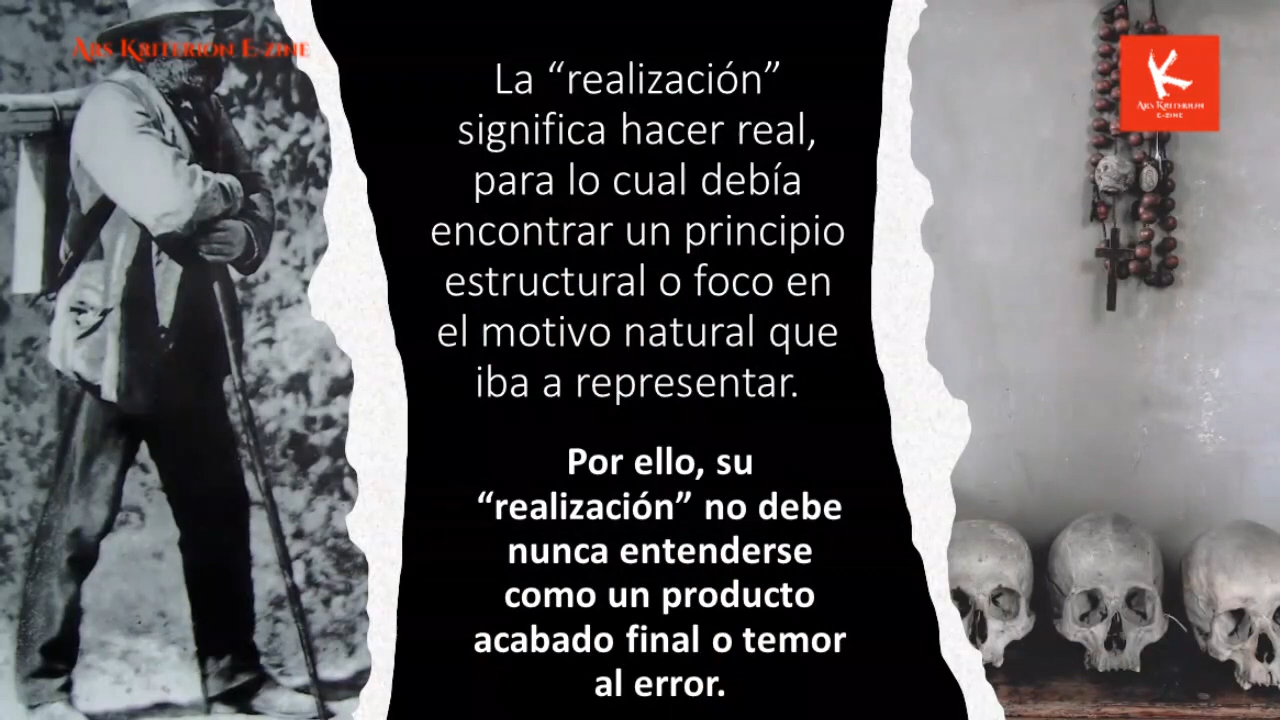 Ars Kriterion E-zine
La “realización”
significa hacer real,
para lo cual debía
encontrar un principio
estructural o foco en
el motivo natural que
iba a representar.
Por ello, su
“realización” no debe
nunca entenderse
como un producto
acabado final o temor
al error.
K
Ars Kriterion
E-zine